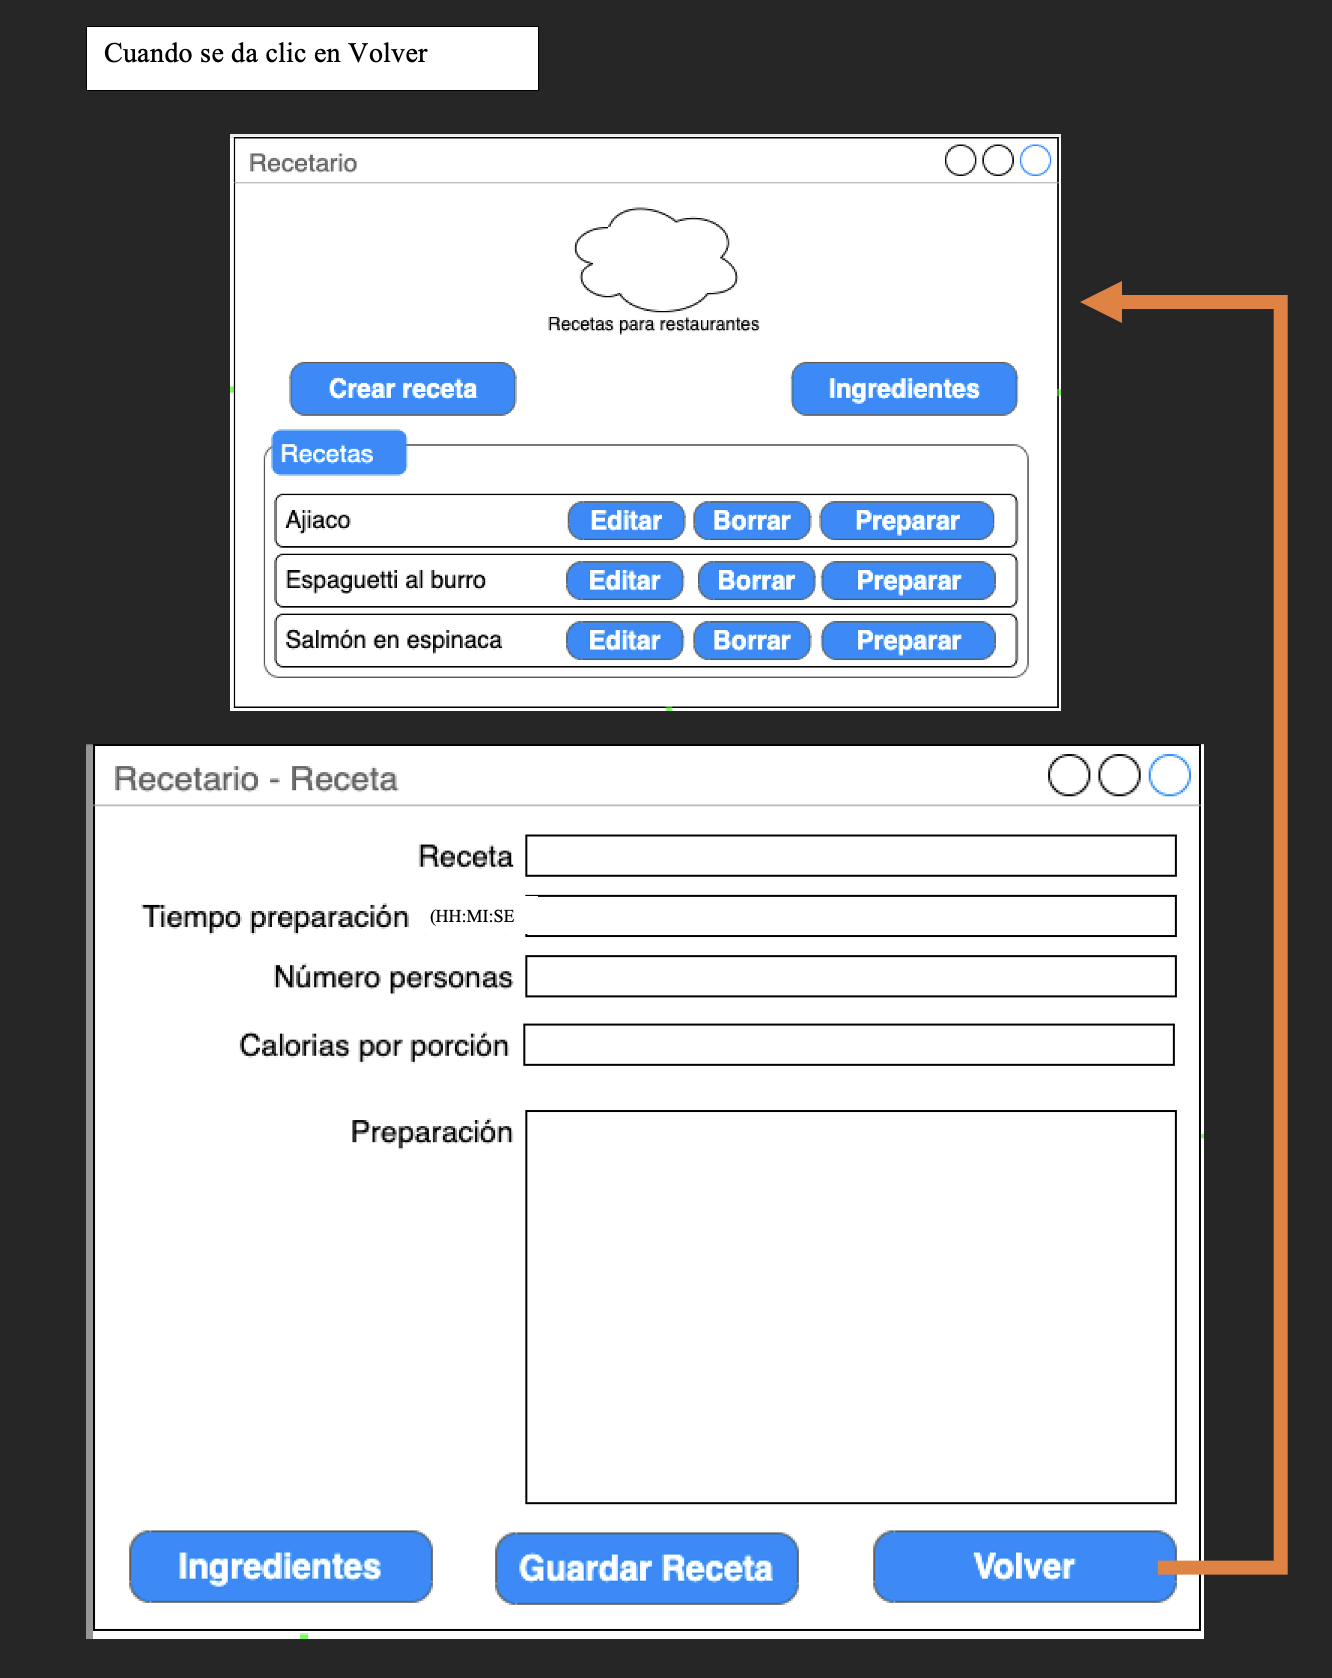 Cuando se da clic en Volver
Recetario
Recetas para restaurantes
Crear receta
Ingredientes
Recetas
Ajiaco Editar Borrar Preparar
Espaguetti al burro Editar Borrar Preparar
Salmón en espinaca Editar Borrar Preparar
Recetario - Receta
Receta
Tiempo preparación (HH:MI:SE
Número personas
Calorias por porción
Preparación
Ingredientes Guardar Receta Volver